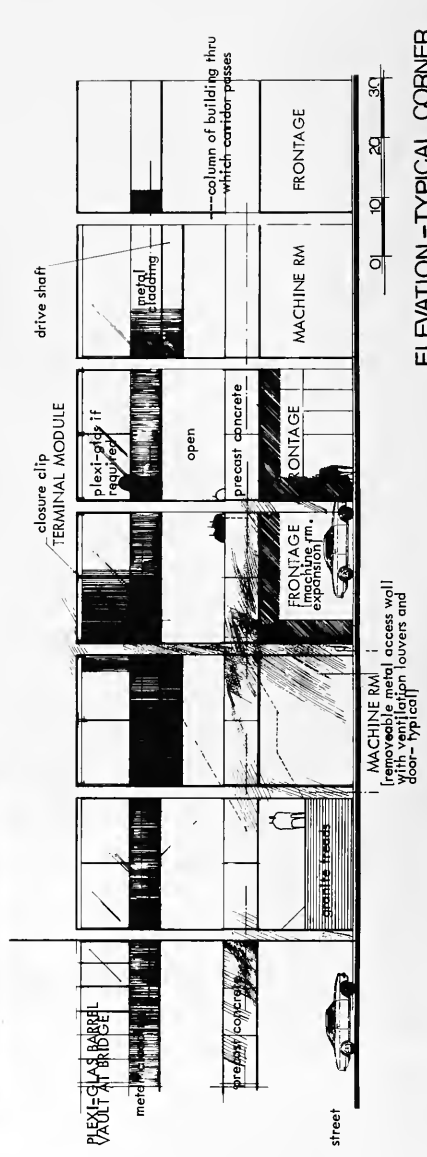 PLEXI-GLAS BARREL
VAULT AT BRIDGE
precast concrete
street
granite treads
MACHINE RM
[removeable metal access wall
with ventilation louvers and
door- typical]
closure clip
TERMINAL MODULE
plexi-glas if
required
open
precast concrete
FRONTAGE
[machine rm.
expansion]
RONTAGE
drive shaft
metal
cladding
MACHINE RM
column of building thru
which corridor passes
FRONTAGE
0 10 20 30
ELEVATION-TYPICAL CORNER